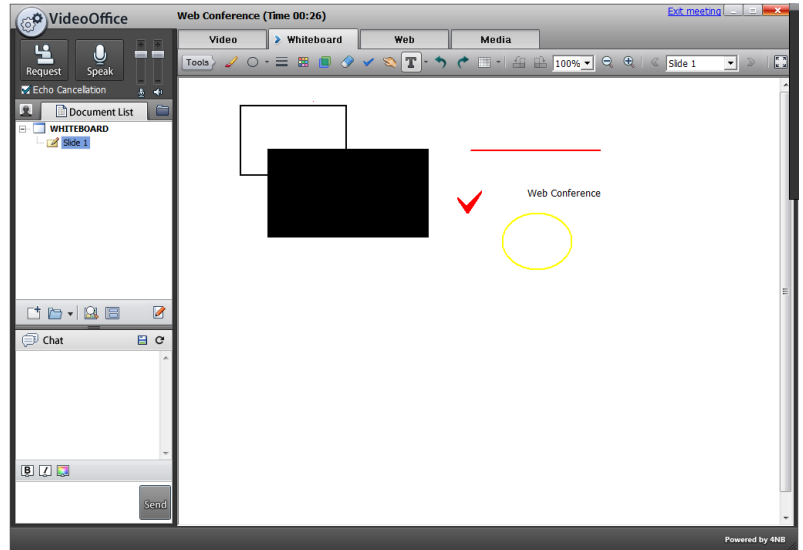 VideoOffice
Web Conference (Time 00:26)
Exit meeting
Video
Whiteboard
Web
Media
Request
Speak
Tools
T
100%
Slide 1
Echo Cancellation
Document List
WHITEBOARD
Slide 1
Web Conference
Chat
B I
Send
Powered by 4NB